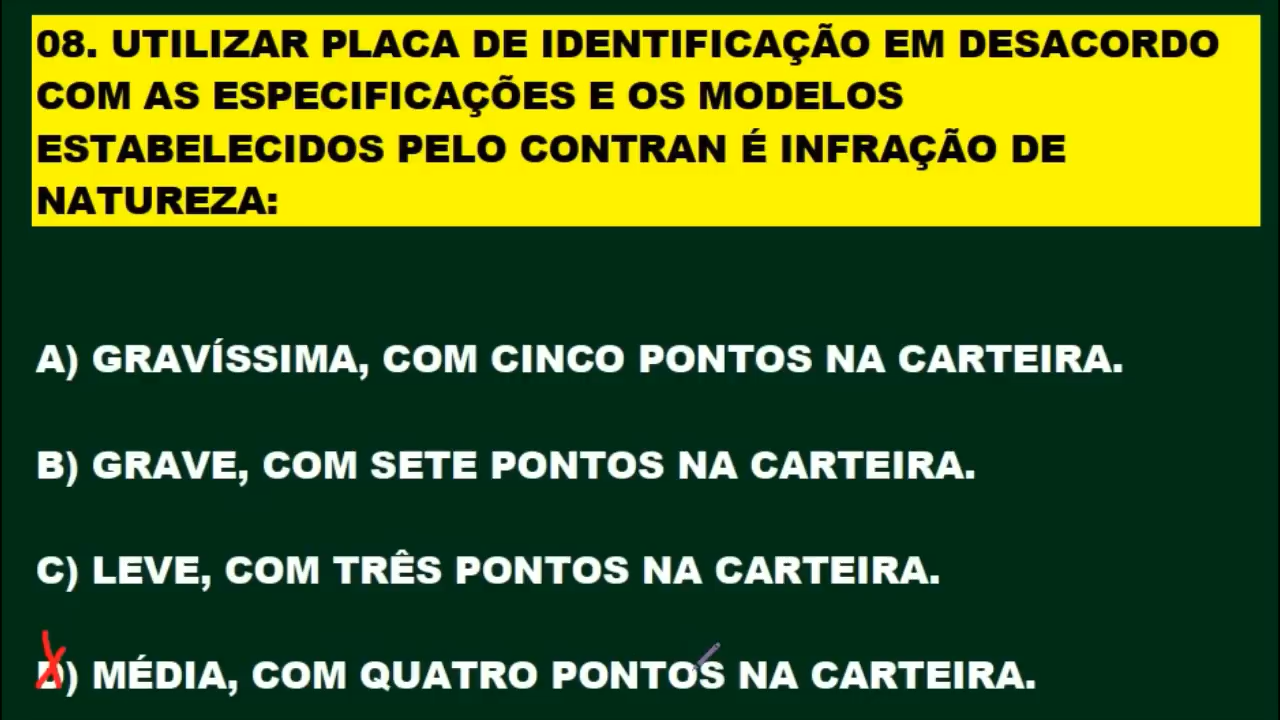 08. UTILIZAR PLACA DE IDENTIFICAÇÃO EM DESACORDO
COM AS ESPECIFICAÇÕES E OS MODELOS
ESTABELECIDOS PELO CONTRAN É INFRAÇÃO DE
NATUREZA:
A) GRAVÍSSIMA, COM CINCO PONTOS NA CARTEIRA.
B) GRAVE, COM SETE PONTOS NA CARTEIRA.
C) LEVE, COM TRÊS PONTOS NA CARTEIRA.
D) MÉDIA, COM QUATRO PONTOS NA CARTEIRA.